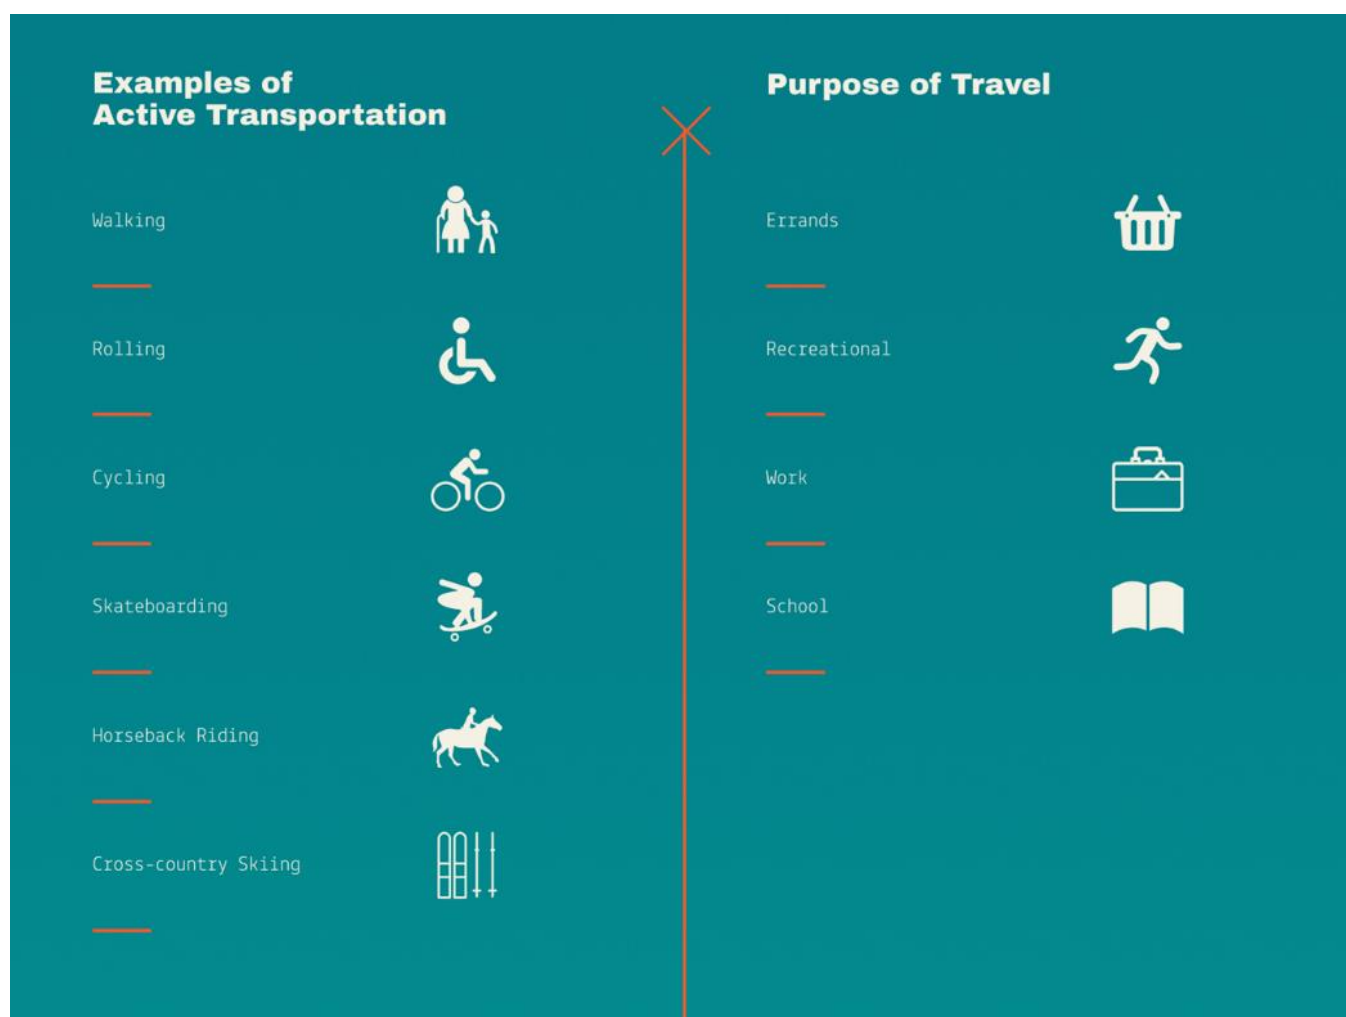 Examples of
Active Transportation
Walking
Rolling
Cycling
Skateboarding
Horseback Riding
Cross-country Skiing
Purpose of Travel
Errands
Recreational
Work
School